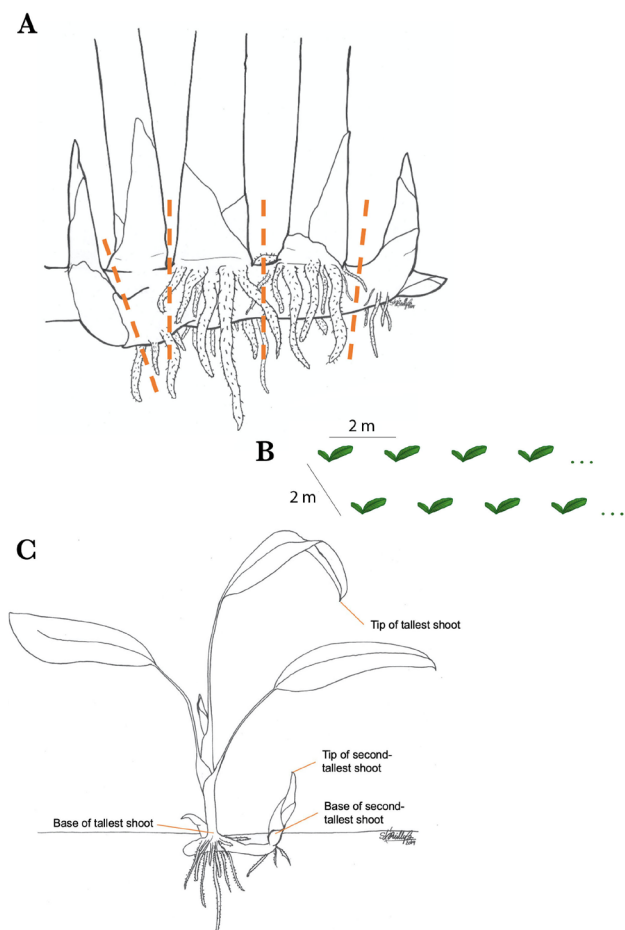 A
2 m
B
2 m
C
Tip of tallest shoot
Tip of second-
tallest shoot
Base of second-
tallest shoot
Base of tallest shoot